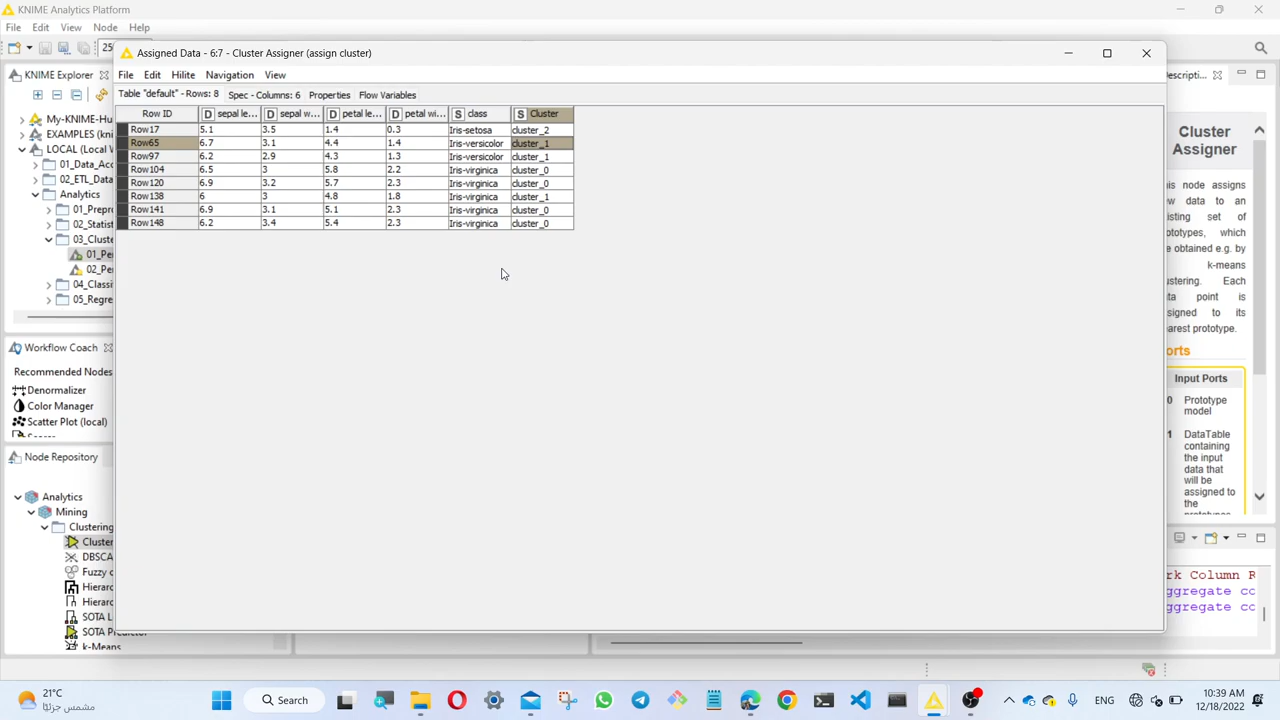 KNIME Analytics Platform
File Edit View Node Help
25
Assigned Data - 6:7 - Cluster Assigner (assign cluster)
File Edit Hilite Navigation View
Table "default" - Rows: 8 Spec - Columns: 6 Properties Flow Variables
Row ID D sepal le... D sepal w... D petal le... D petal wi... S class S Cluster
Row17 5.1 3.5 1.4 0.3 Iris-setosa cluster_2
Row65 6.7 3.1 4.4 1.4 Iris-versicolor cluster_1
Row97 6.2 2.9 4.3 1.3 Iris-versicolor cluster_1
Row104 6.5 3 5.8 2.2 Iris-virginica cluster_0
Row120 6.9 3.2 5.7 2.3 Iris-virginica cluster_0
Row138 6 3 4.8 1.8 Iris-virginica cluster_1
Row141 6.9 3.1 5.1 2.3 Iris-virginica cluster_0
Row148 6.2 3.4 5.4 2.3 Iris-virginica cluster_0
KNIME Explorer
My-KNIME-Hu
EXAMPLES (kni
LOCAL (Local W
01_Data_Acc
02_ETL_Data
Analytics
01_Prepr
02_Statist
03_Cluste
01_Pe
02_Pe
04_Classi
05_Regre
Workflow Coach
Recommended Nodes
Denormalizer
Color Manager
Scatter Plot (local)
Node Repository
Analytics
Mining
Clustering
Cluster
DBSCA
Fuzzy c
Hierarc
Hierarc
SOTA L
SOTA Predictor
k-Means
descripti...
Cluster
Assigner
his node assigns
w data to an
isting set of
ototypes, which
e obtained e.g. by
k-means
ustering. Each
ata point is
signed to its
earest prototype.
orts
Input Ports
0 Prototype
model
1 DataTable
containing
the input
data that
will be
assigned to
the
rk Column R
ggregate co
ggregate co
21°C
مشمس جزئيًا
Search
ENG
10:39 AM
12/18/2022